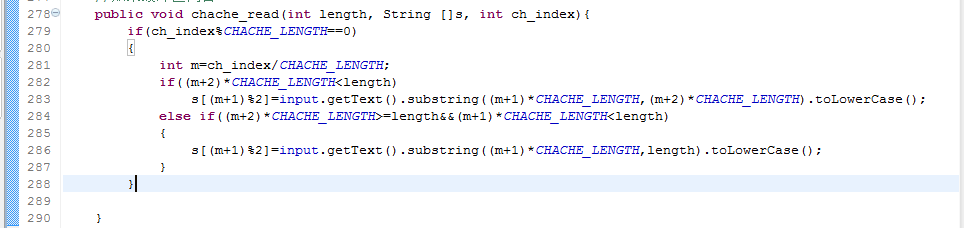 278 public void chache_read(int length, String []s, int ch_index){
279 if(ch_index%CHACHE_LENGTH==0)
280 {
281 int m=ch_index/CHACHE_LENGTH;
282 if((m+2)*CHACHE_LENGTH<length)
283 s[(m+1)%2]=input.getText().substring((m+1)*CHACHE_LENGTH,(m+2)*CHACHE_LENGTH).toLowerCase();
284 else if((m+2)*CHACHE_LENGTH>=length&&(m+1)*CHACHE_LENGTH<length)
285 {
286 s[(m+1)%2]=input.getText().substring((m+1)*CHACHE_LENGTH,length).toLowerCase();
287 }
288 }
289
290 }